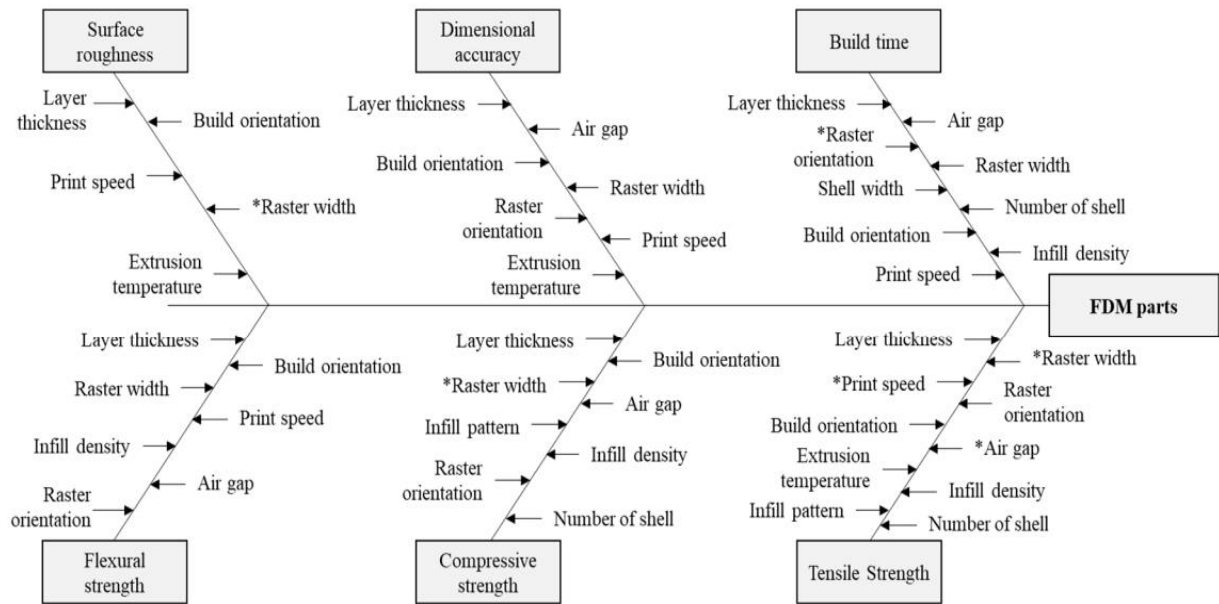 Surface
roughness
Layer
thickness
Build orientation
Print speed
*Raster width
Extrusion
temperature
Dimensional
accuracy
Layer thickness
Air gap
Build orientation
Raster width
Raster
orientation
Print speed
Extrusion
temperature
Build time
Layer thickness
Air gap
*Raster
orientation
Raster width
Shell width
Number of shell
Build orientation
Infill density
Print speed
FDM parts
Layer thickness
Build orientation
Raster width
Print speed
Infill density
Air gap
Raster
orientation
Flexural
strength
Layer thickness
Build orientation
*Raster width
Air gap
Infill pattern
Infill density
Raster
orientation
Number of shell
Compressive
strength
Layer thickness
*Raster width
*Print speed
Raster
orientation
Build orientation
*Air gap
Extrusion
temperature
Infill density
Infill pattern
Number of shell
Tensile Strength